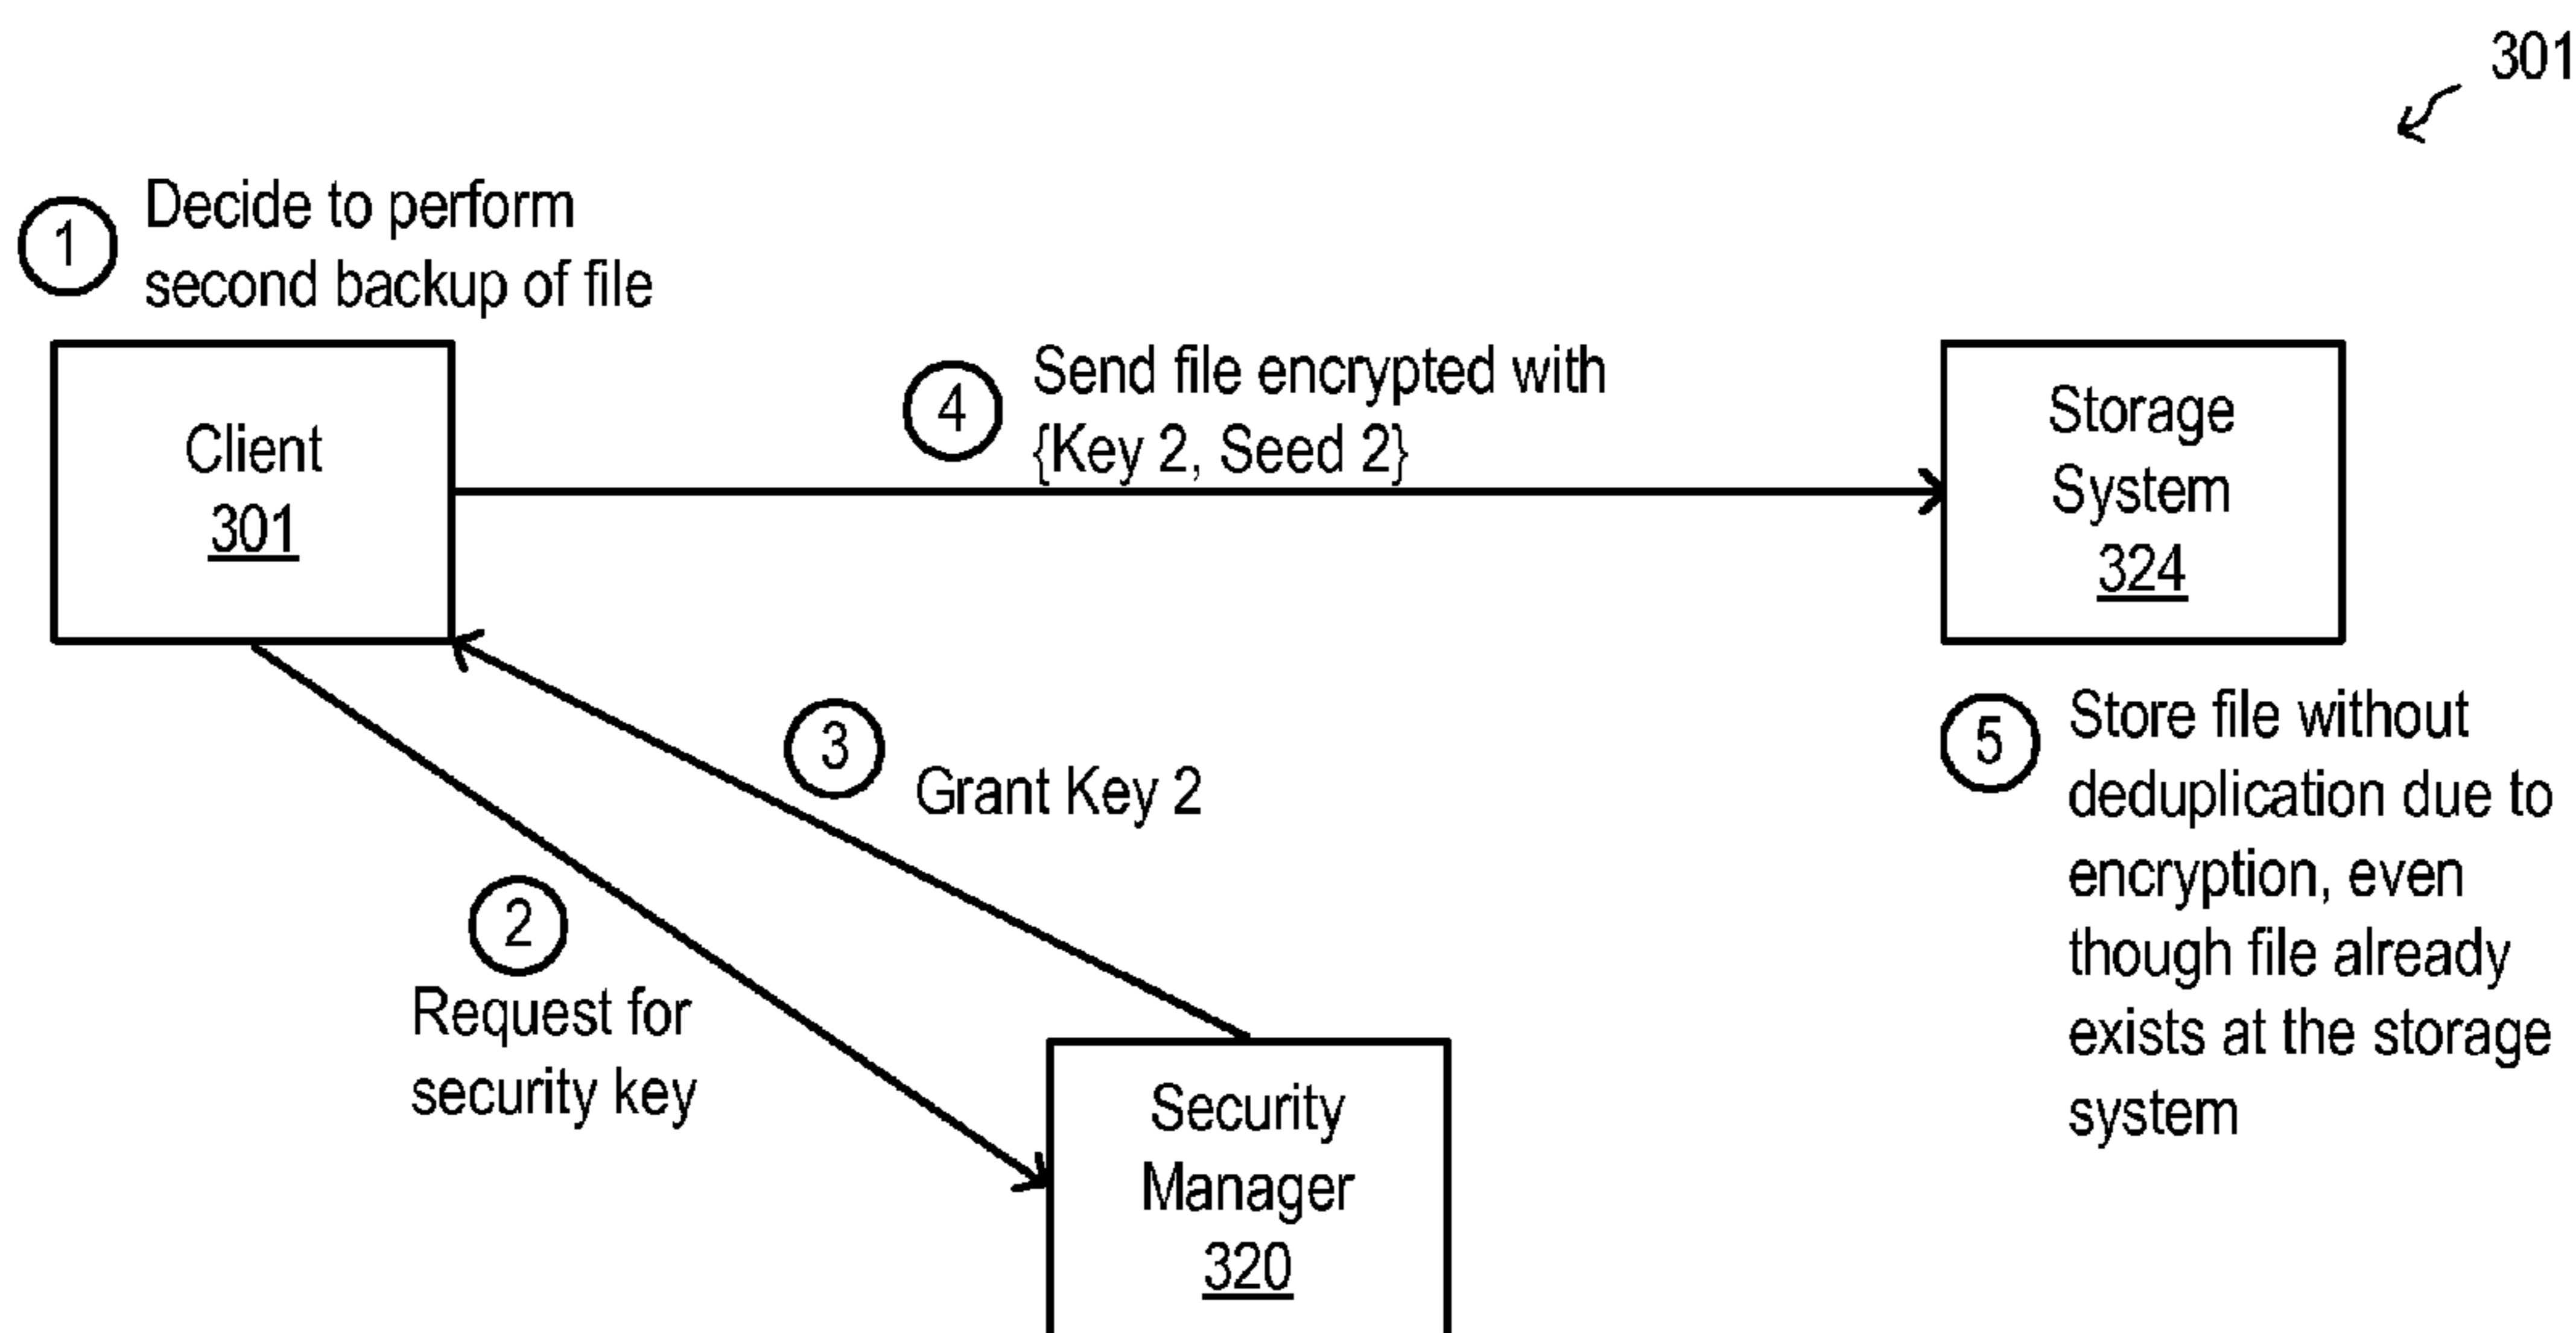 301
1
Decide to perform
second backup of file
Client
301
4
Send file encrypted with
{Key 2, Seed 2}
Storage
System
324
3
Grant Key 2
2
Request for
security key
5
Store file without
deduplication due to
encryption, even
though file already
exists at the storage
system
Security
Manager
320